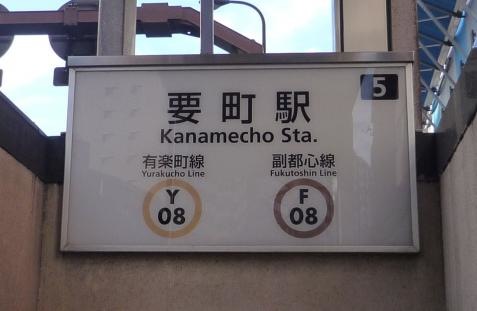 5
要町駅
Kanamecho Sta.
有楽町線
Yurakucho Line
Y
08
副都心線
Fukutoshin Line
F
08